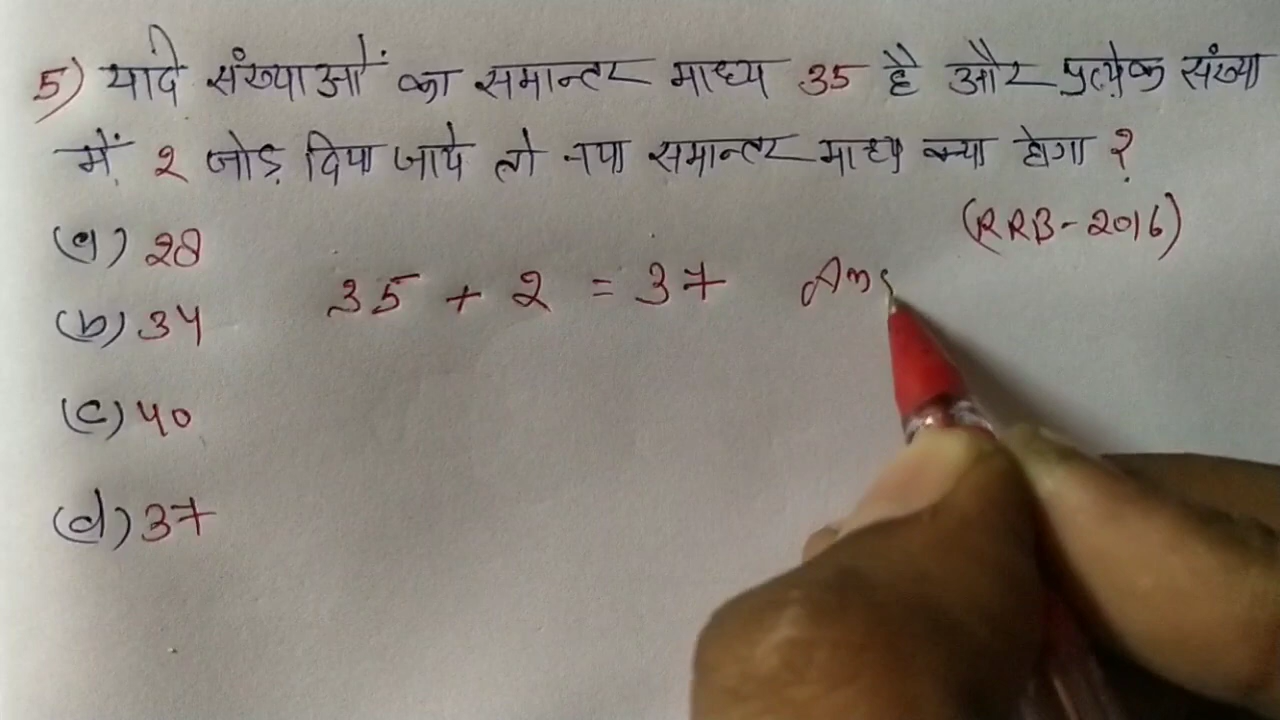 5) यदि संख्याओं का समान्तर माध्य 35 है और प्रत्येक संख्या
में 2 जोड़ दिया जाये तो नया समान्तर माध्य क्या होगा ?
(RRB-2016)
(a) 28
35 + 2 = 37 Ans
(b) 34
(c) 40
(d) 37